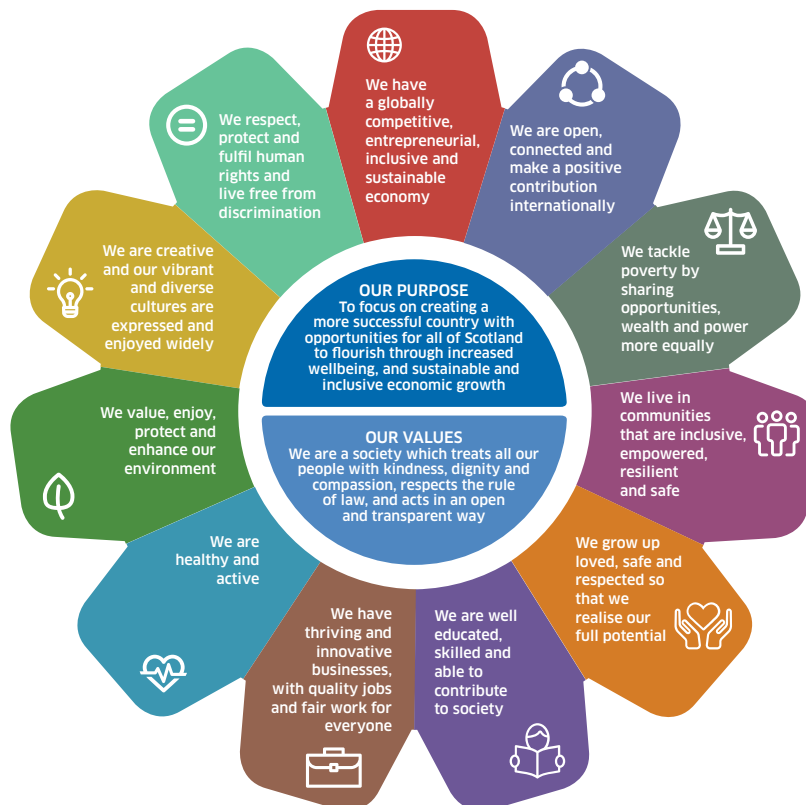 We have
a globally
competitive,
entrepreneurial,
inclusive and
sustainable
economy
We are open,
connected and
make a positive
contribution
internationally
We tackle
poverty by
sharing
opportunities,
wealth and power
more equally
We live in
communities
that are inclusive,
empowered,
resilient
and safe
We grow up
loved, safe and
respected so
that we
realise our
full potential
We are well
educated,
skilled and
able to
contribute
to society
We have
thriving and
innovative
businesses,
with quality jobs
and fair work for
everyone
We are
healthy and
active
We value, enjoy,
protect and
enhance our
environment
We are creative
and our vibrant
and diverse
cultures are
expressed and
enjoyed widely
We respect,
protect and
fulfil human
rights and
live free from
discrimination
OUR PURPOSE
To focus on creating a
more successful country with
opportunities for all of Scotland
to flourish through increased
wellbeing, and sustainable and
inclusive economic growth
OUR VALUES
We are a society which treats all our
people with kindness, dignity and
compassion, respects the rule
of law, and acts in an open
and transparent way